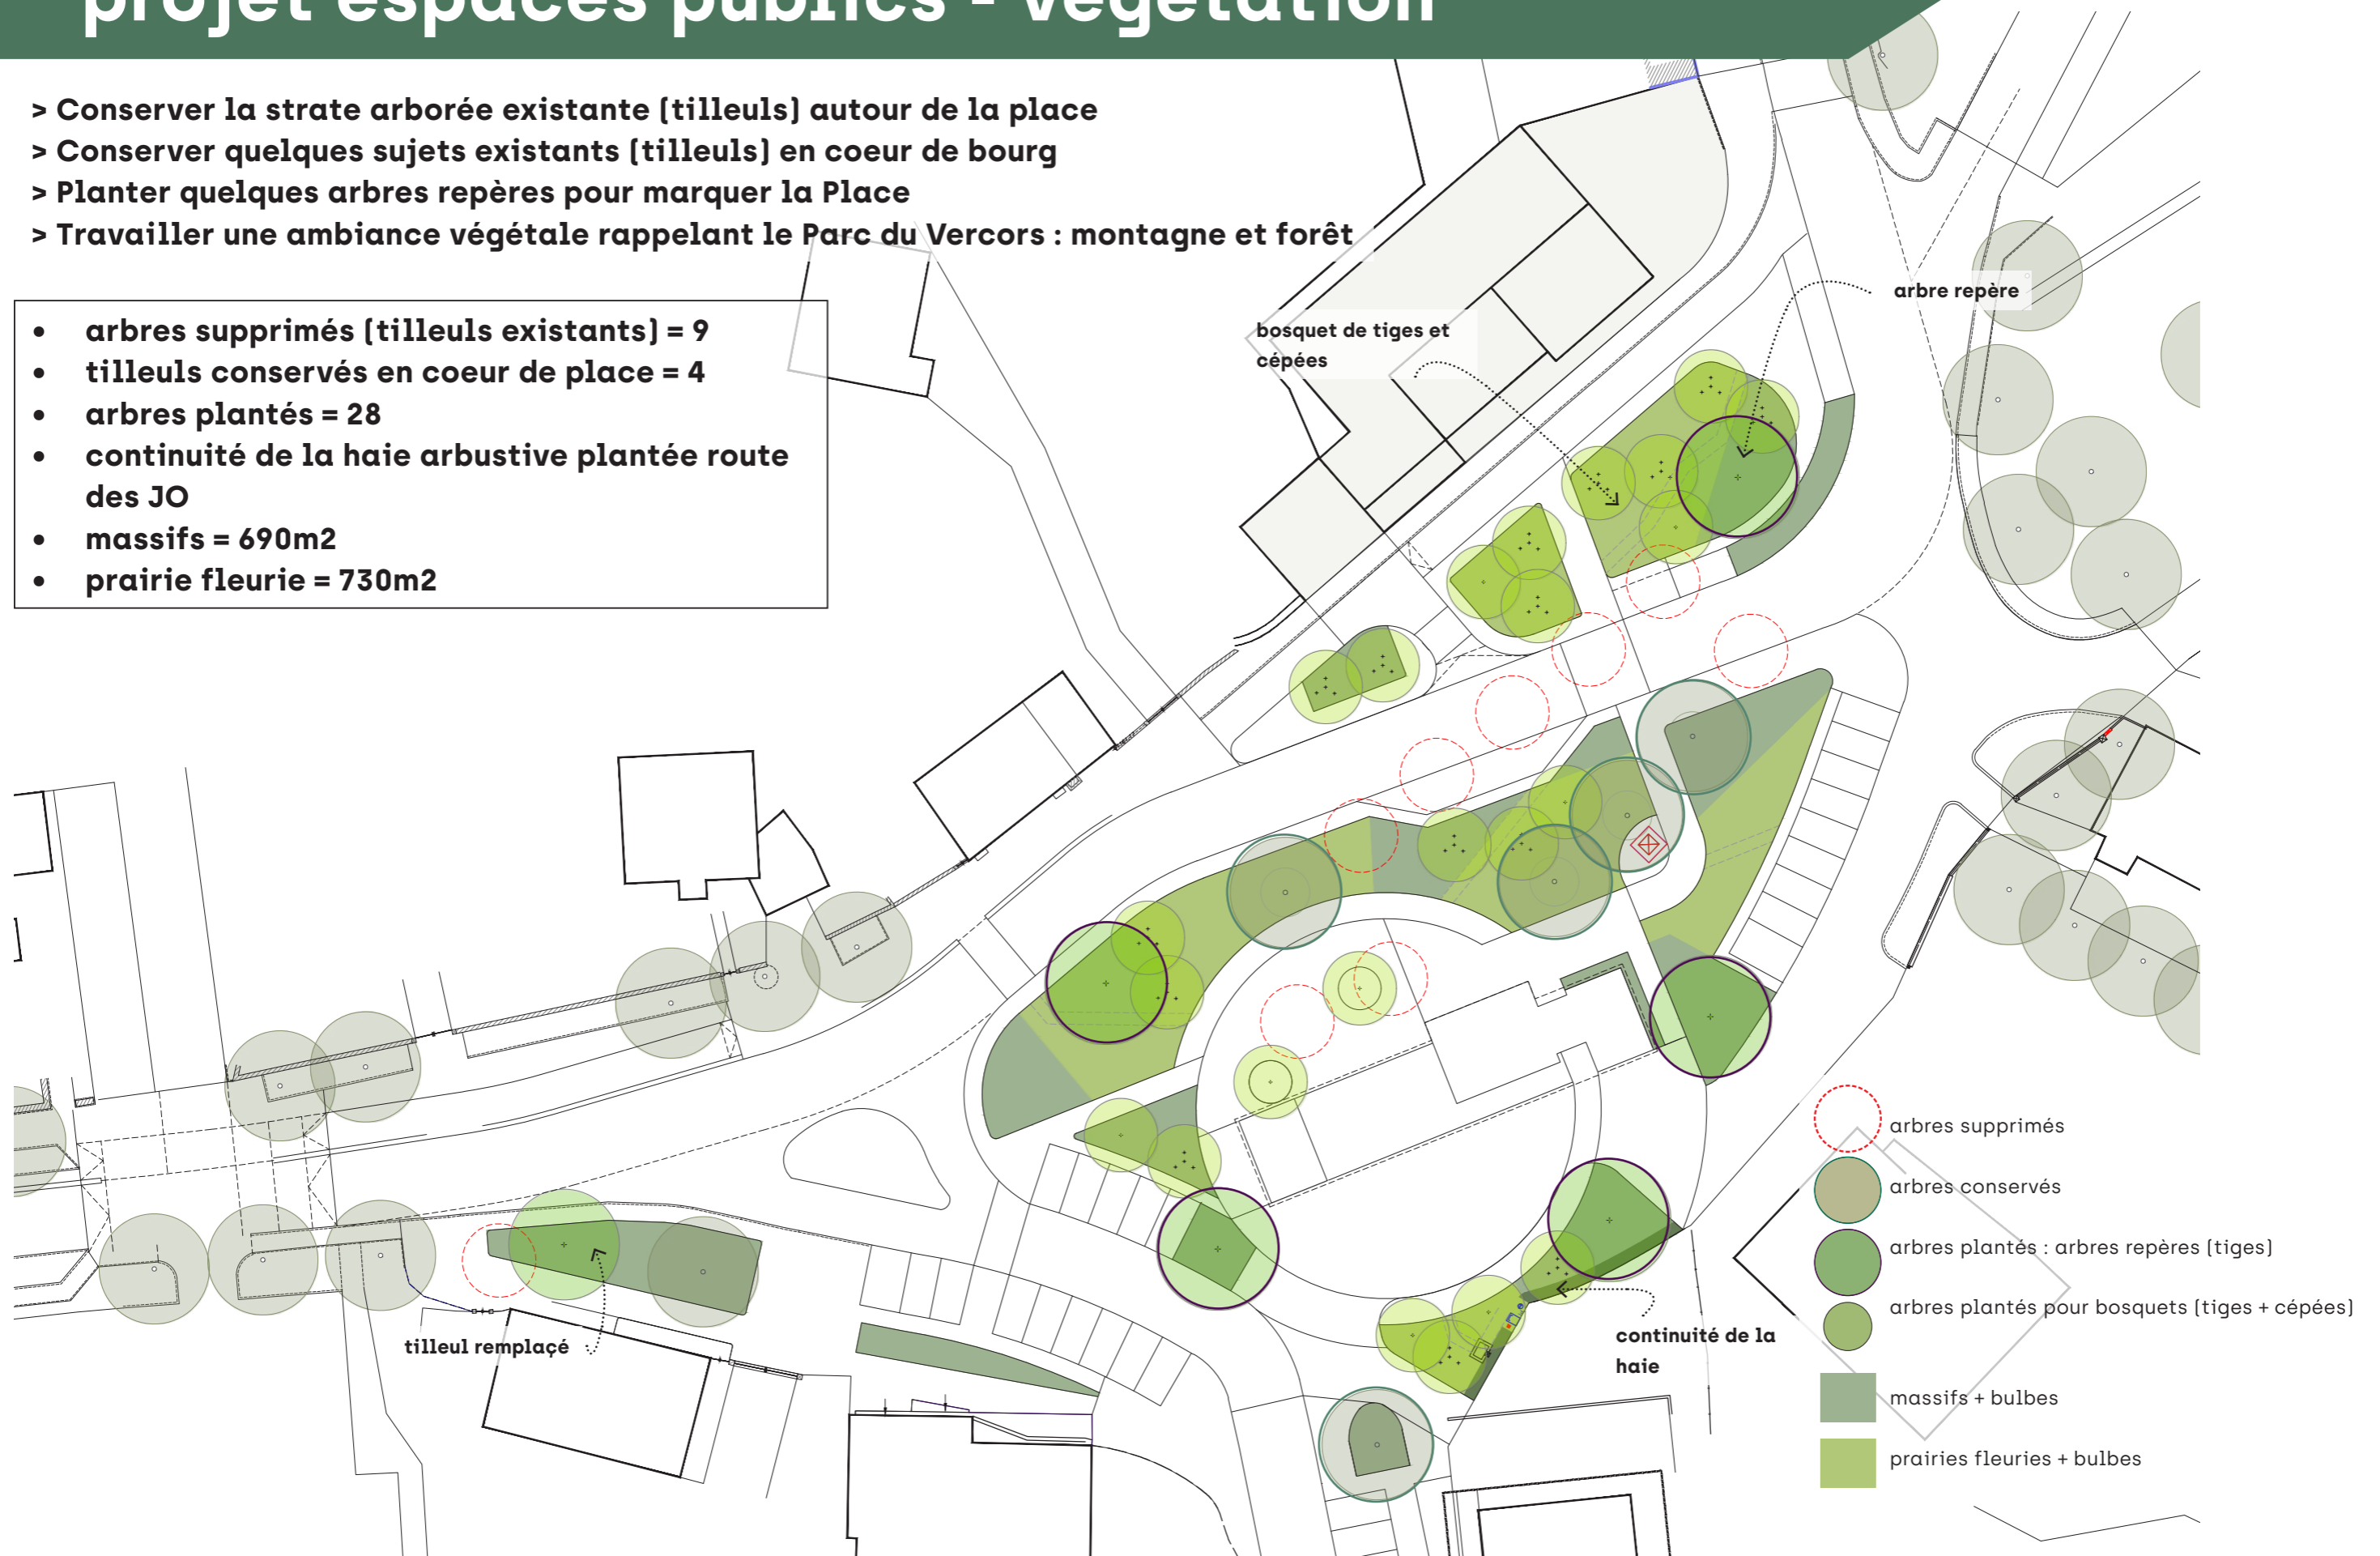 projet espaces publics - végétation
> Conserver la strate arborée existante (tilleuls) autour de la place
> Conserver quelques sujets existants (tilleuls) en coeur de bourg
> Planter quelques arbres repères pour marquer la Place
> Travailler une ambiance végétale rappelant le Parc du Vercors : montagne et forêt
• arbres supprimés (tilleuls existants) = 9
• tilleuls conservés en coeur de place = 4
• arbres plantés = 28
• continuité de la haie arbustive plantée route
des JO
• massifs = 690m2
• prairie fleurie = 730m2
arbre repère
bosquet de tiges et
cépées
tilleul remplaçé
continuité de la
haie
arbres supprimés
arbres conservés
arbres plantés : arbres repères (tiges)
arbres plantés pour bosquets (tiges + cépées)
massifs + bulbes
prairies fleuries + bulbes